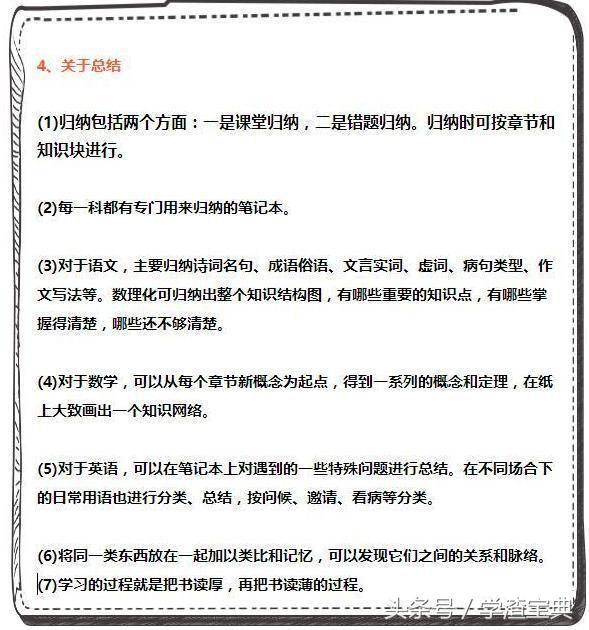 4、关于总结
(1)归纳包括两个方面：一是课堂归纳，二是错题归纳。归纳时可按章节和
知识块进行。
(2)每一科都有专门用来归纳的笔记本。
(3)对于语文，主要归纳诗词名句、成语俗语、文言实词、虚词、病句类型、作
文写法等。数理化可归纳出整个知识结构图，有哪些重要的知识点，有哪些掌
握得清楚，哪些还不够清楚。
(4)对于数学，可以从每个章节新概念为起点，得到一系列的概念和定理，在纸
上大致画出一个知识网络。
(5)对于英语，可以在笔记本上对遇到的一些特殊问题进行总结。在不同场合下
的日常用语也进行分类、总结，按问候、邀请、看病等分类。
(6)将同一类东西放在一起加以类比和记忆，可以发现它们之间的关系和脉络。
(7)学习的过程就是把书读厚，再把书读薄的过程。
头条号 / 学渣宝典